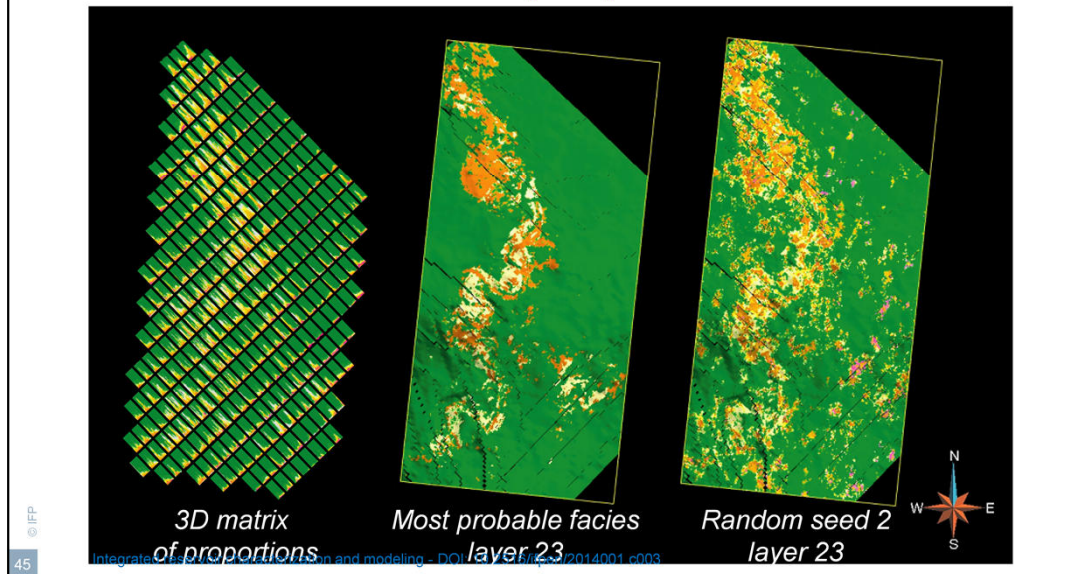 3D matrix
of proportions
Most probable facies
layer 23
Random seed 2
layer 23
N
W
E
S
© IFP
45
Integrated reservoir characterization and modeling - DOI: 10.2516/ifpen/2014001.c003